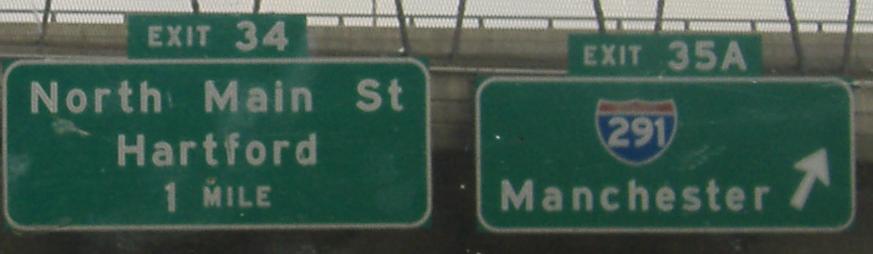 EXIT 34
North Main St
Hartford
1 MILE
EXIT 35A
291
Manchester